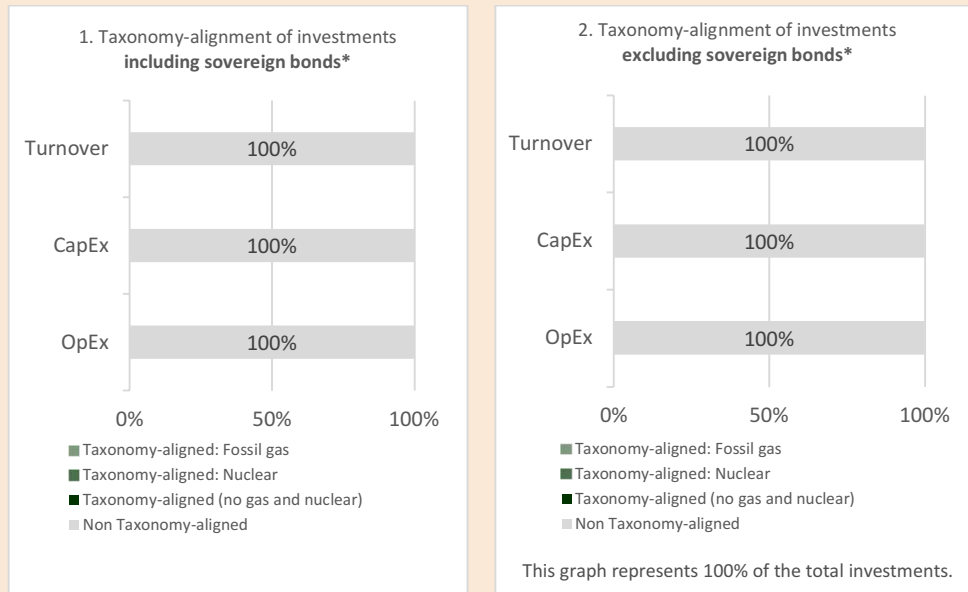 1. Taxonomy-alignment of investments
including sovereign bonds*
Turnover
100%
CapEx
100%
OpEx
100%
0%
50%
100%
Taxonomy-aligned: Fossil gas
Taxonomy-aligned: Nuclear
Taxonomy-aligned (no gas and nuclear)
Non Taxonomy-aligned
2. Taxonomy-alignment of investments
excluding sovereign bonds*
Turnover
100%
CapEx
100%
OpEx
100%
0%
50%
100%
Taxonomy-aligned: Fossil gas
Taxonomy-aligned: Nuclear
Taxonomy-aligned (no gas and nuclear)
Non Taxonomy-aligned
This graph represents 100% of the total investments.